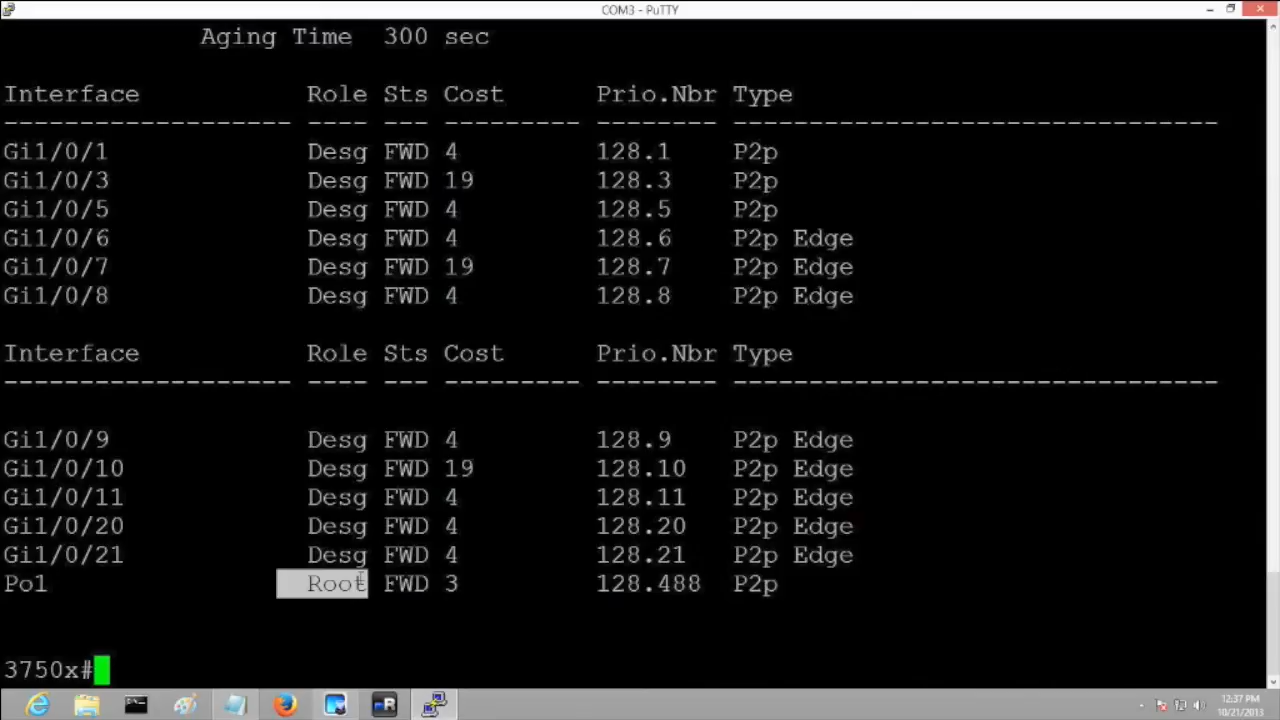 COM3 - PuTTY
Aging Time 300 sec
Interface Role Sts Cost Prio.Nbr Type
------------------- ---- --- --------- -------- --------------------------------
Gi1/0/1 Desg FWD 4 128.1 P2p
Gi1/0/3 Desg FWD 19 128.3 P2p
Gi1/0/5 Desg FWD 4 128.5 P2p
Gi1/0/6 Desg FWD 4 128.6 P2p Edge
Gi1/0/7 Desg FWD 19 128.7 P2p Edge
Gi1/0/8 Desg FWD 4 128.8 P2p Edge
Interface Role Sts Cost Prio.Nbr Type
------------------- ---- --- --------- -------- --------------------------------
Gi1/0/9 Desg FWD 4 128.9 P2p Edge
Gi1/0/10 Desg FWD 19 128.10 P2p Edge
Gi1/0/11 Desg FWD 4 128.11 P2p Edge
Gi1/0/20 Desg FWD 4 128.20 P2p Edge
Gi1/0/21 Desg FWD 4 128.21 P2p Edge
Po1 Root FWD 3 128.488 P2p
3750x#
12:37 PM
10/21/2013